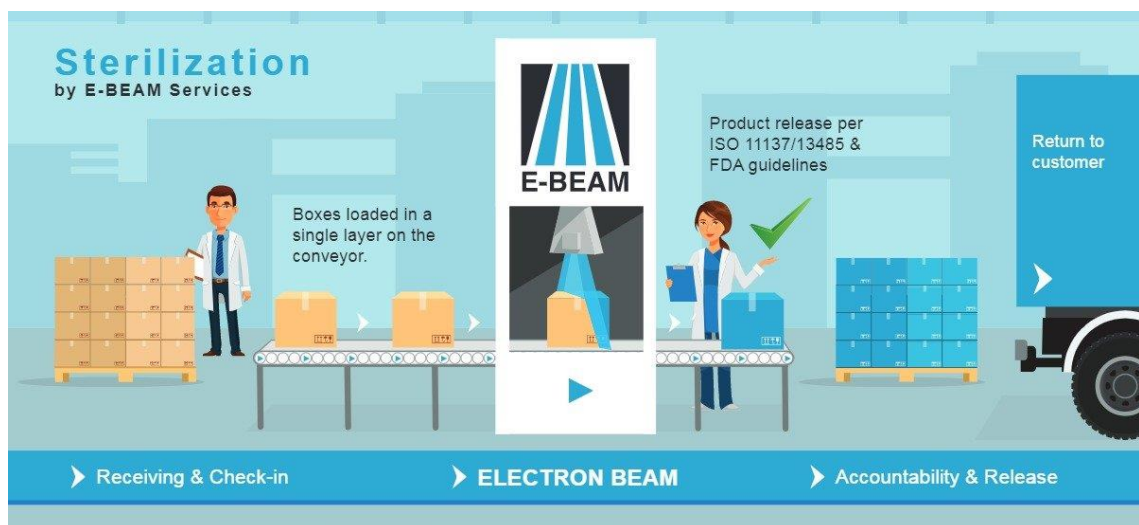 Sterilization
by E-BEAM Services
Boxes loaded in a
single layer on the
conveyor.
E-BEAM
Product release per
ISO 11137/13485 &
FDA guidelines
Return to
customer
Receiving & Check-in
ELECTRON BEAM
Accountability & Release